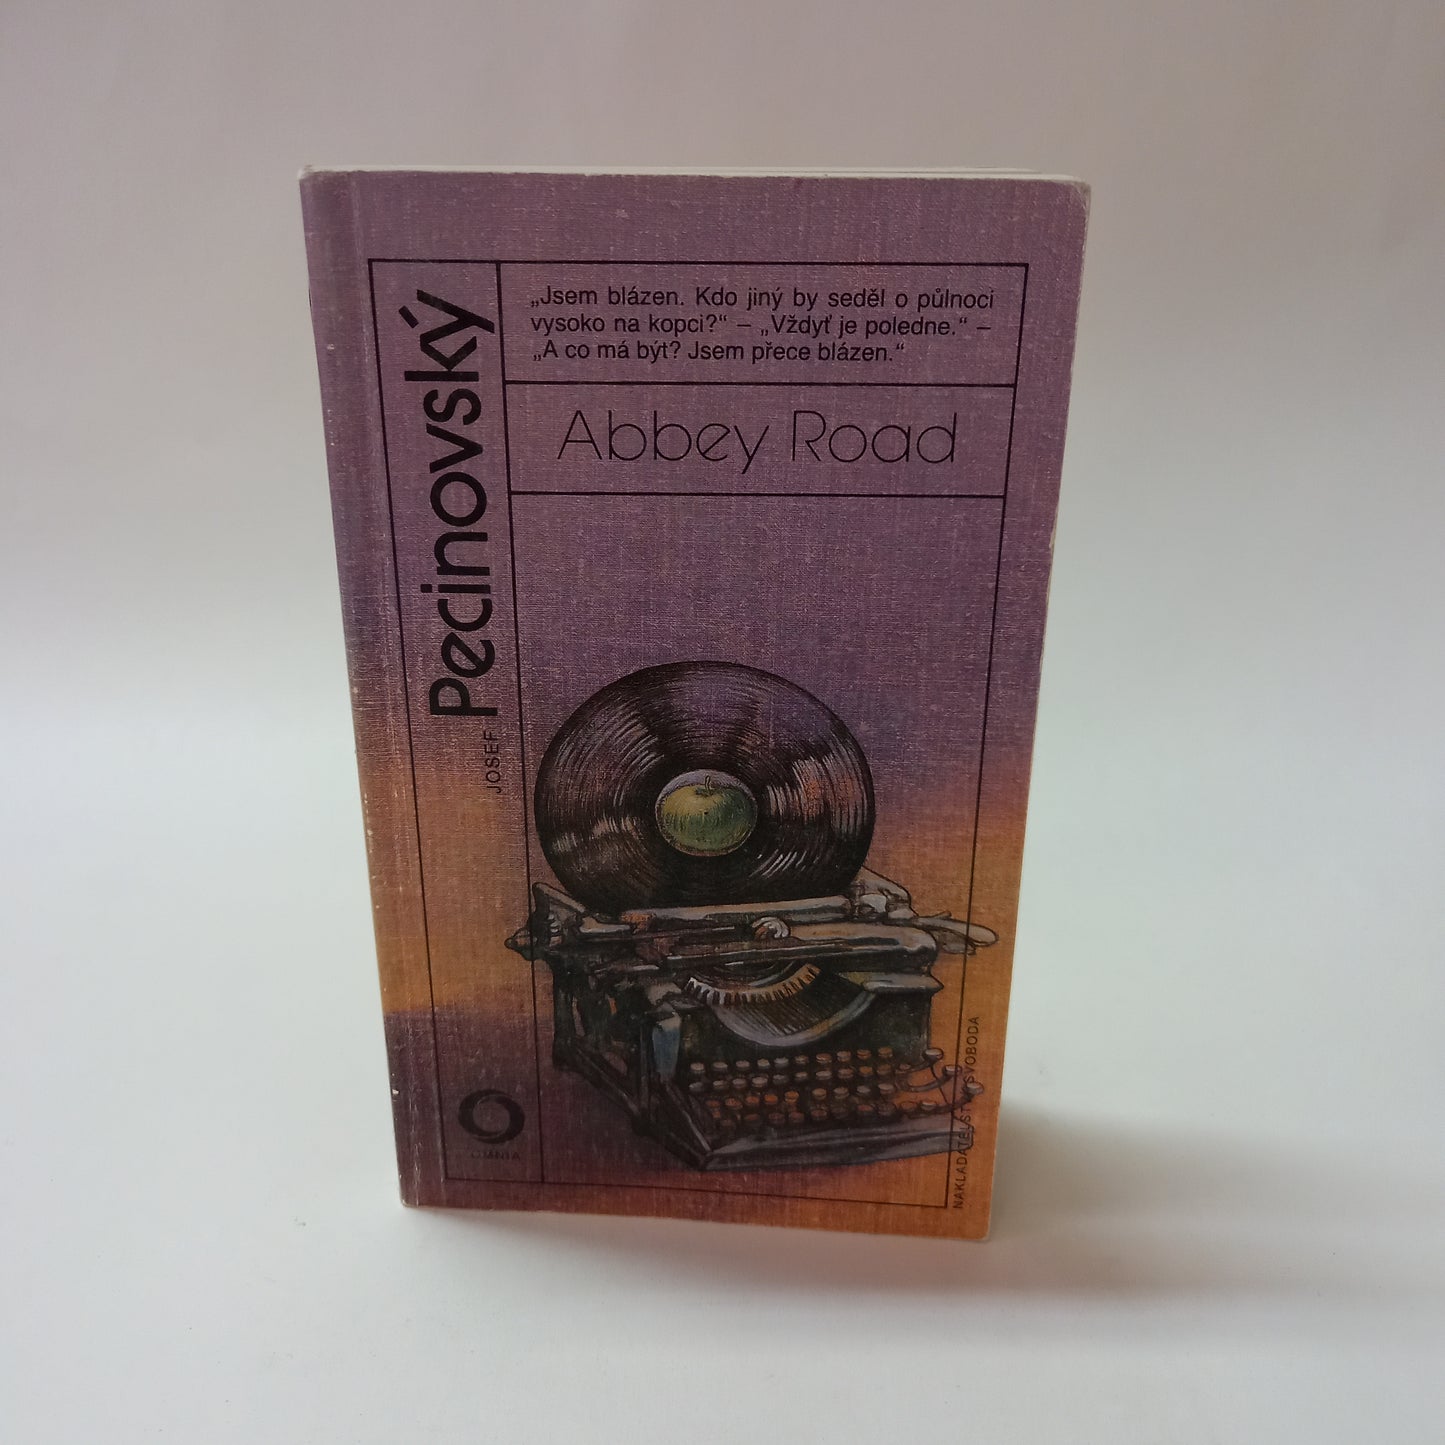 „Jsem blázen. Kdo jiný by seděl o půlnoci
vysoko na kopci?“ – „Vždyť je poledne.“ –
„A co má být? Jsem přece blázen.“
Abbey Road
JOSEF Pecinovský
OMNIA
NAKLADATELSTVÍ SVOBODA